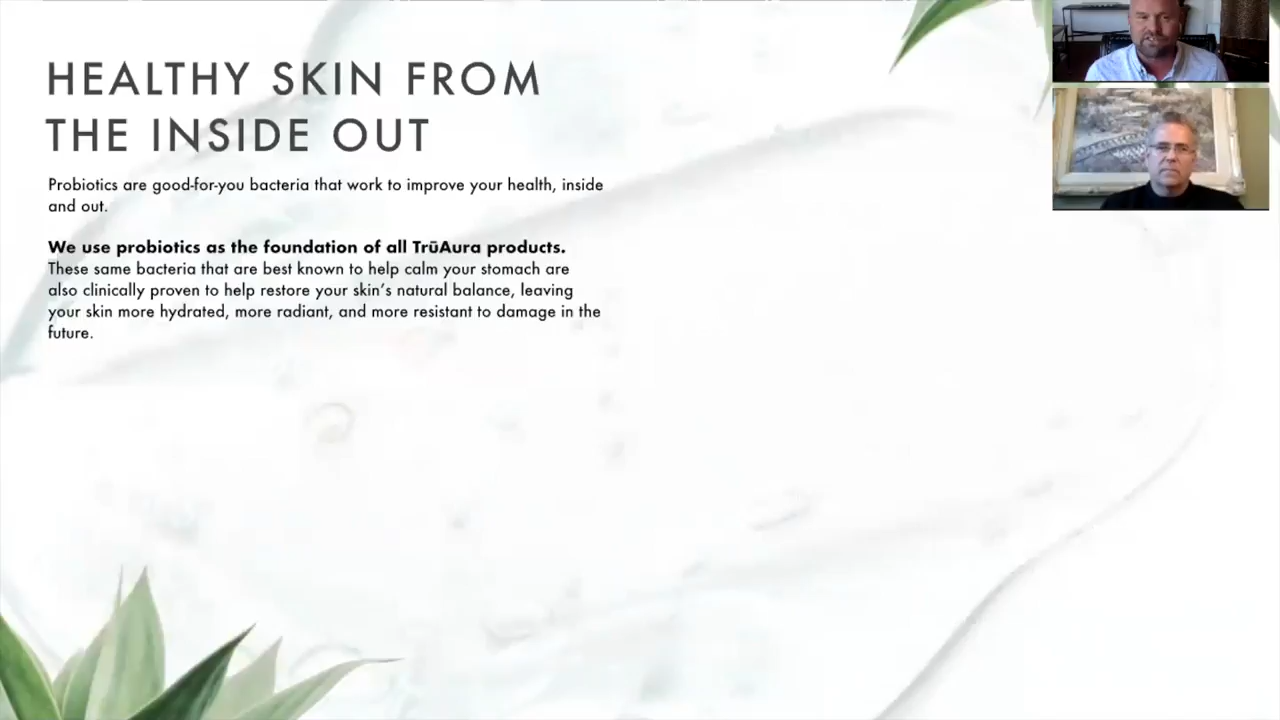 HEALTHY SKIN FROM
THE INSIDE OUT
Probiotics are good-for-you bacteria that work to improve your health, inside
and out.
We use probiotics as the foundation of all TrūAura products.
These same bacteria that are best known to help calm your stomach are
also clinically proven to help restore your skin’s natural balance, leaving
your skin more hydrated, more radiant, and more resistant to damage in the
future.